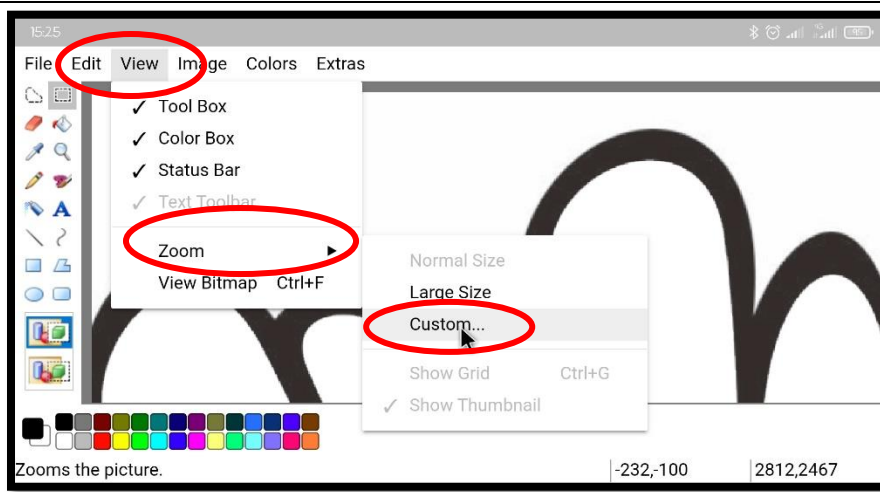 15:25
File Edit View Image Colors Extras
✓ Tool Box
✓ Color Box
✓ Status Bar
✓ Text Toolbar
Zoom ▶
View Bitmap Ctrl+F
Normal Size
Large Size
Custom...
Show Grid Ctrl+G
✓ Show Thumbnail
A
Zooms the picture. -232,-100 2812,2467